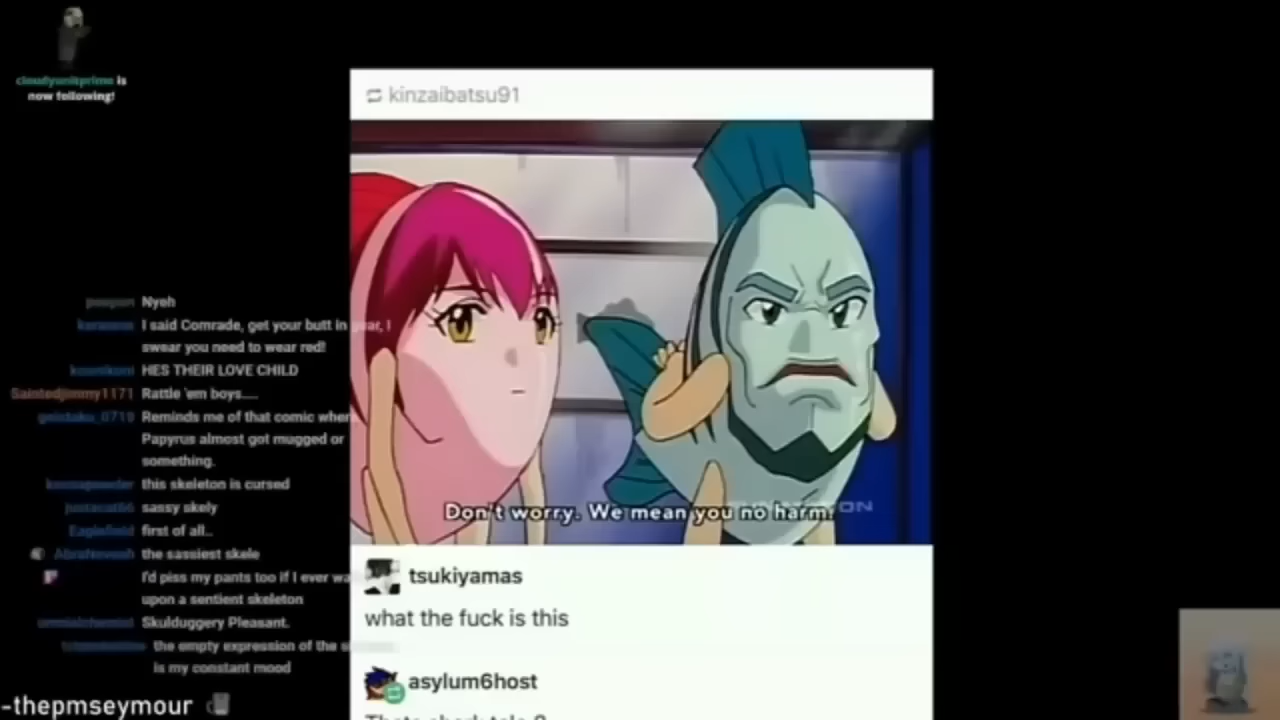 is
now following!
kinzaibatsu91
Nyoh
I said Comrade, get your butt in gear, I
swear you need to wear red!
HES THEIR LOVE CHILD
Saintedjimmy1171 Rattle 'em boys....
Reminds me of that comic where
Papyrus almost got mugged or
something.
this skeleton is cursed
sassy skely
first of all..
the sassiest skele
I'd piss my pants too if I ever
upon a sentient skeleton
Skulduggery Pleasant.
the empty expression of the
is my constant mood
-thepmseymour
Don't worry. We mean you no harm.
tsukiyamas
what the fuck is this
asylum6host